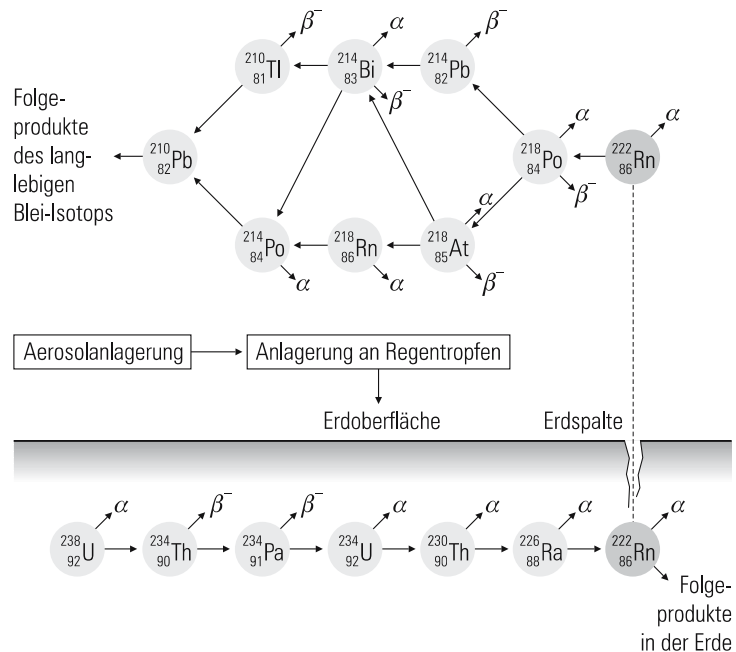 β⁻ α β⁻
²¹⁰₈₁Tl ²¹⁴₈₃Bi ²¹⁴₈₂Pb
β⁻
Folge-
produkte
des lang-
lebigen
Blei-Isotops
²¹⁰₈₂Pb
α α
²¹⁸₈₄Po ²²²₈₆Rn
β⁻
α
²¹⁴₈₄Po ²¹⁸₈₆Rn ²¹⁸₈₅At
α α β⁻
Aerosolanlagerung Anlagerung an Regentropfen
Erdoberfläche Erdspalte
α β⁻ β⁻ α α α α
²³⁸₉₂U ²³⁴₉₀Th ²³⁴₉₁Pa ²³⁴₉₂U ²³⁰₉₀Th ²²⁶₈₈Ra ²²²₈₆Rn
Folge-
produkte
in der Erde